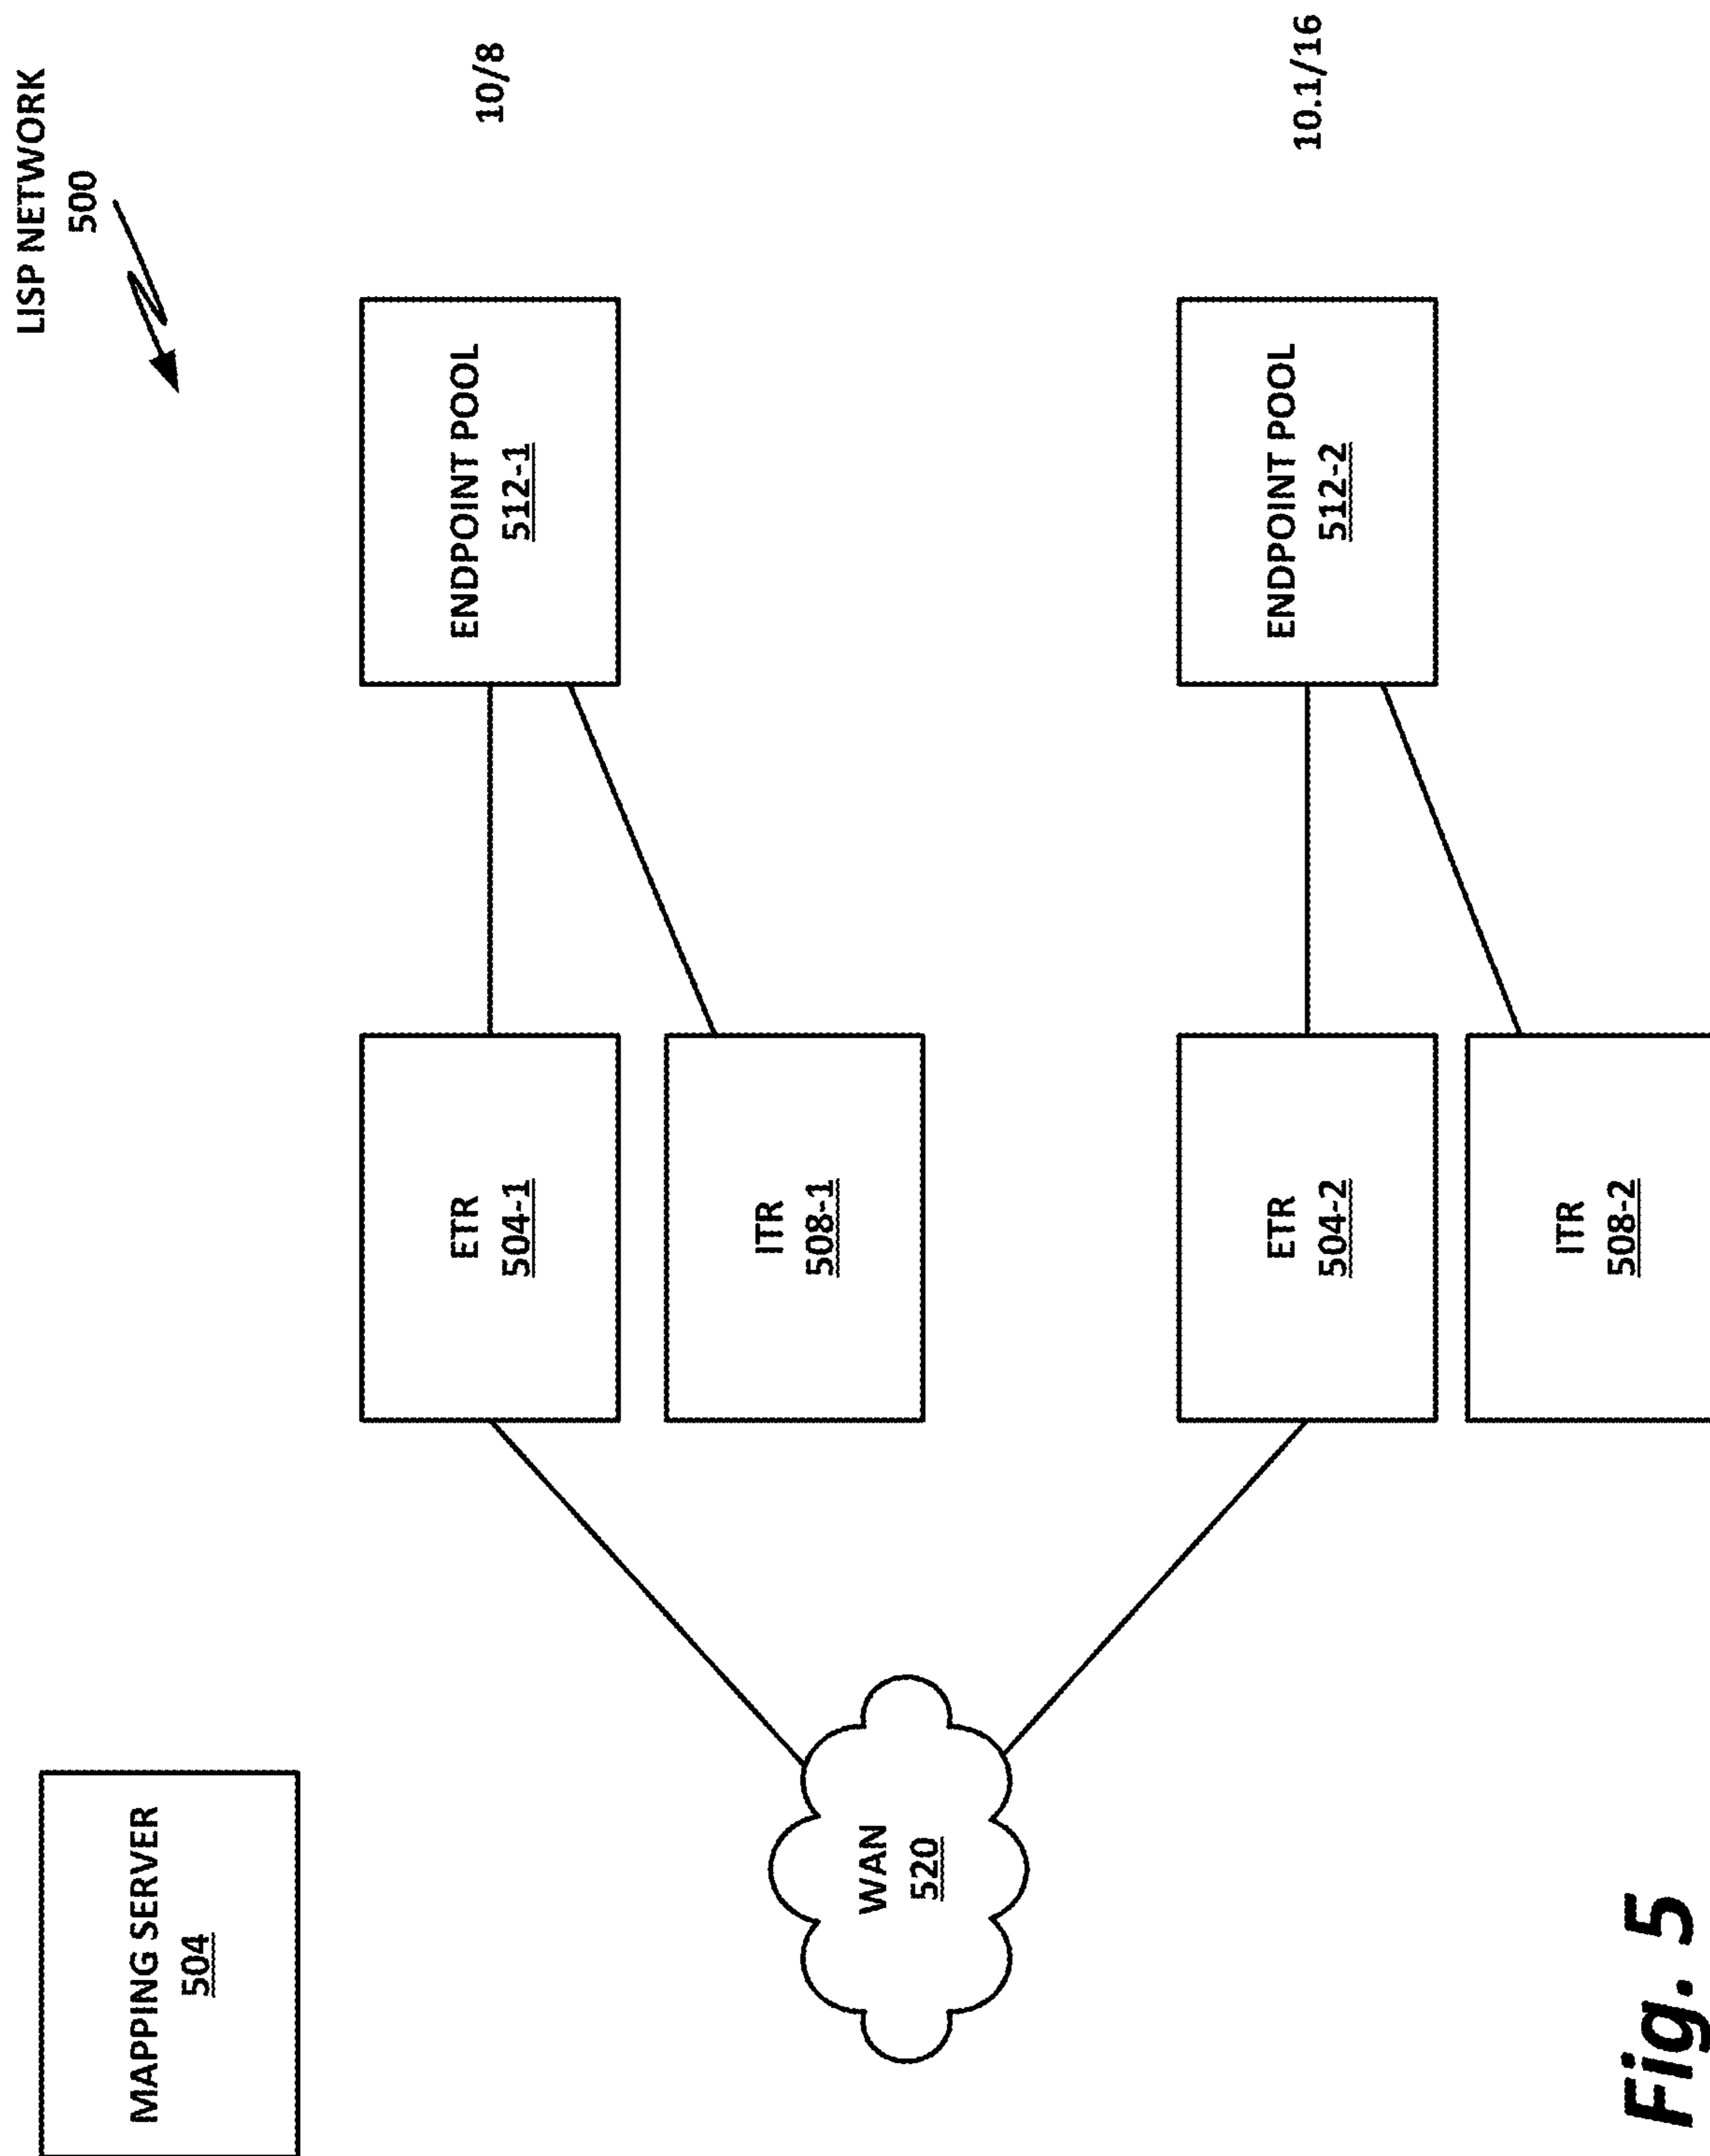 LISP NETWORK
500
MAPPING SERVER
504
10/8
ENDPOINT POOL
512-1
ETR
504-1
ITR
508-1
WAN
520
10.1/16
ENDPOINT POOL
512-2
ETR
504-2
ITR
508-2
Fig. 5